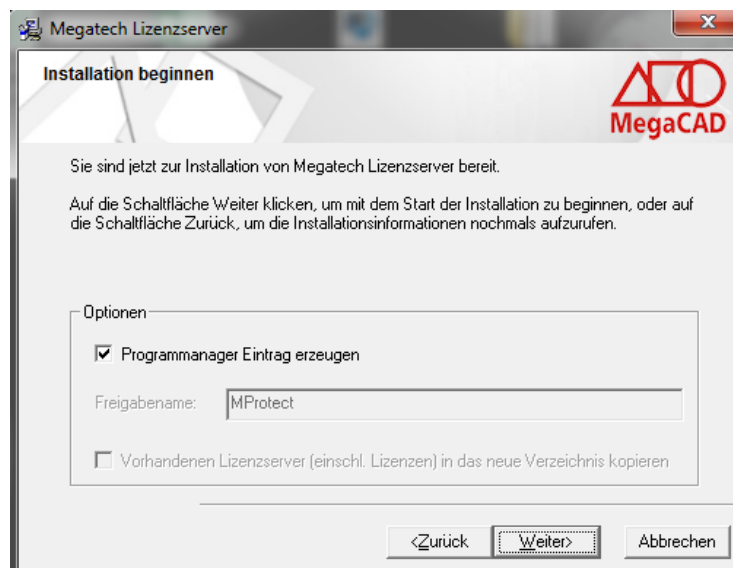 Megatech Lizenzserver
Installation beginnen
MegaCAD
Sie sind jetzt zur Installation von Megatech Lizenzserver bereit.
Auf die Schaltfläche Weiter klicken, um mit dem Start der Installation zu beginnen, oder auf
die Schaltfläche Zurück, um die Installationsinformationen nochmals aufzurufen.
Optionen
Programmanager Eintrag erzeugen
Freigabename: MProtect
Vorhandenen Lizenzserver (einschl. Lizenzen) in das neue Verzeichnis kopieren
<Zurück Weiter> Abbrechen